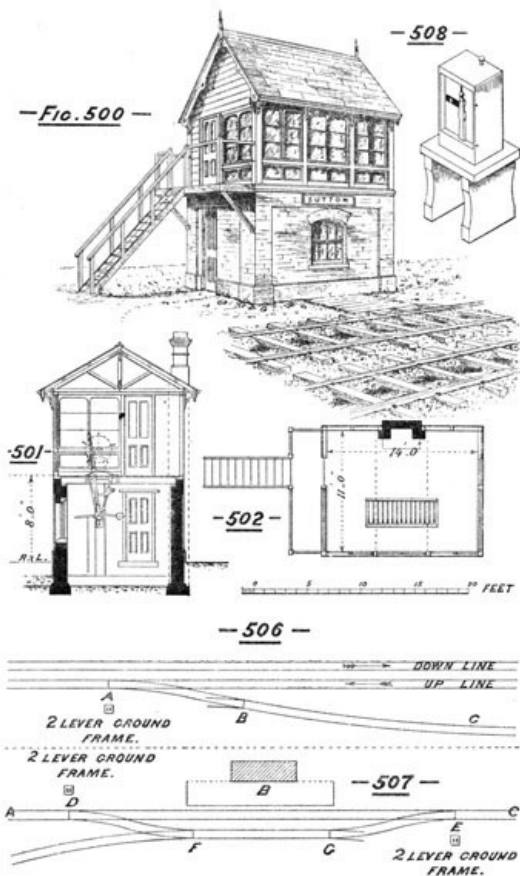 — 508 —
— FIG. 500 —
SUTTON
— 501 —
8.0"
R×L.
14'.0"
11'.0"
— 502 —
0 5 10 15 20 FEET
— 506 —
DOWN LINE
UP LINE
A
B
C
2 LEVER GROUND
FRAME.
2 LEVER GROUND
FRAME.
— 507 —
B
A
D
C
E
F
G
2 LEVER GROUND
FRAME.